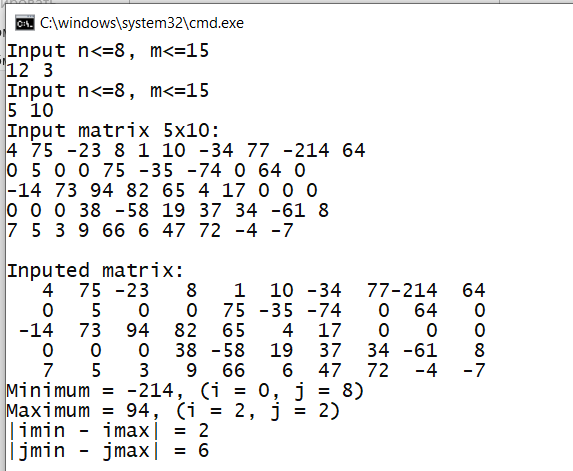 C:\windows\system32\cmd.exe
Input n<=8, m<=15
12 3
Input n<=8, m<=15
5 10
Input matrix 5x10:
4 75 -23 8 1 10 -34 77 -214 64
0 5 0 0 75 -35 -74 0 64 0
-14 73 94 82 65 4 17 0 0 0
0 0 0 38 -58 19 37 34 -61 8
7 5 3 9 66 6 47 72 -4 -7

Inputed matrix:
   4  75 -23   8   1  10 -34  77-214  64
   0   5   0   0  75 -35 -74   0  64   0
 -14  73  94  82  65   4  17   0   0   0
   0   0   0  38 -58  19  37  34 -61   8
   7   5   3   9  66   6  47  72  -4  -7
Minimum = -214, (i = 0, j = 8)
Maximum = 94, (i = 2, j = 2)
|imin - imax| = 2
|jmin - jmax| = 6